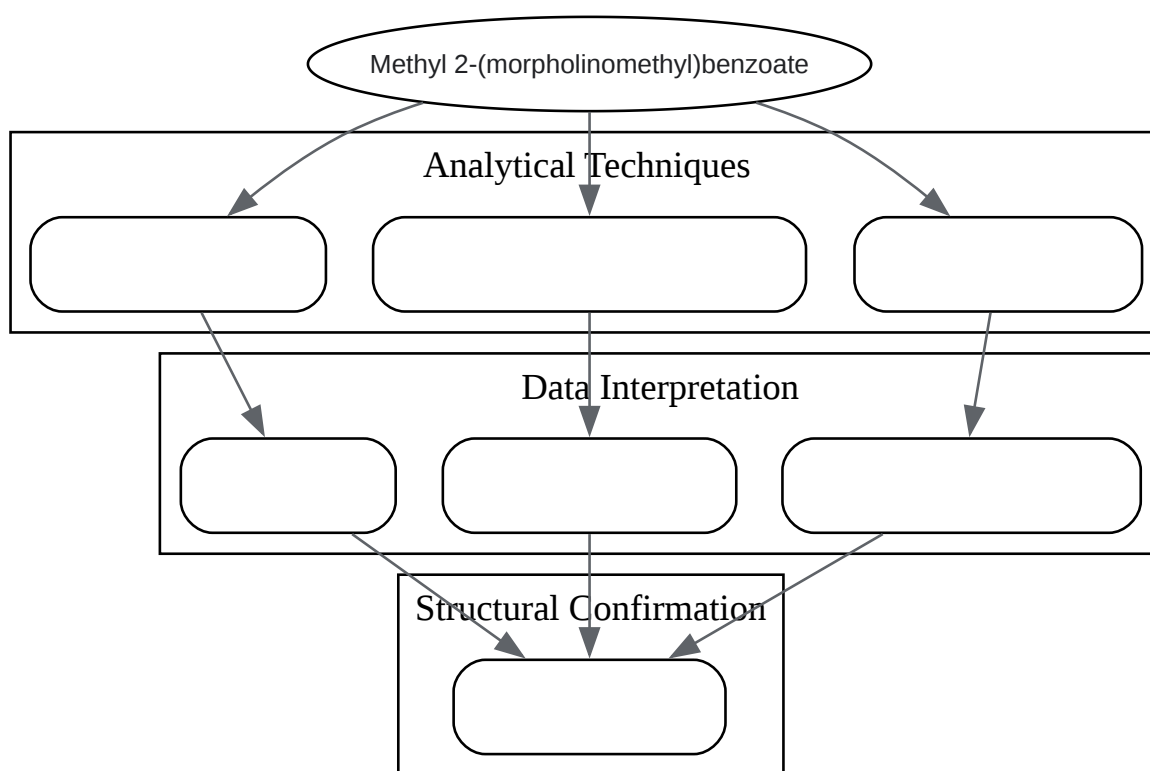 Methyl 2-(morpholinomethyl)benzoate
Analytical Techniques
Data Interpretation
Structural Confirmation